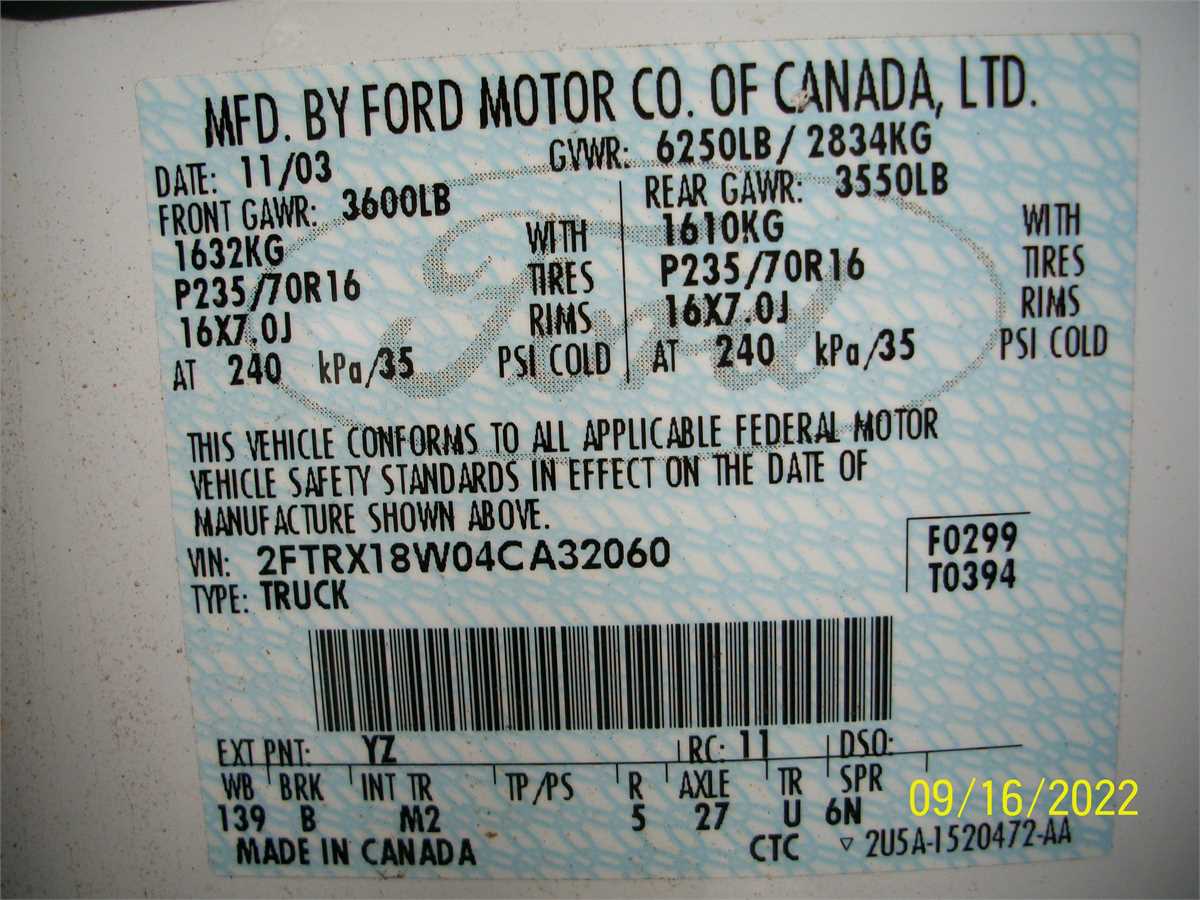 MFD. BY FORD MOTOR CO. OF CANADA, LTD.
DATE: 11/03 GVWR: 6250LB / 2834KG
FRONT GAWR: 3600LB REAR GAWR: 3550LB
1632KG WITH 1610KG WITH
P235/70R16 TIRES P235/70R16 TIRES
16X7.0J RIMS 16X7.0J RIMS
AT 240 kPa/35 PSI COLD AT 240 kPa/35 PSI COLD
Ford
THIS VEHICLE CONFORMS TO ALL APPLICABLE FEDERAL MOTOR
VEHICLE SAFETY STANDARDS IN EFFECT ON THE DATE OF
MANUFACTURE SHOWN ABOVE.
VIN: 2FTRX18W04CA32060 F0299
TYPE: TRUCK T0394
EXT PNT: YZ RC: 11 DSO:
WB BRK INT TR TP/PS R AXLE TR SPR
139 B M2 5 27 U 6N
MADE IN CANADA CTC ▽ 2U5A-1520472-AA
09/16/2022